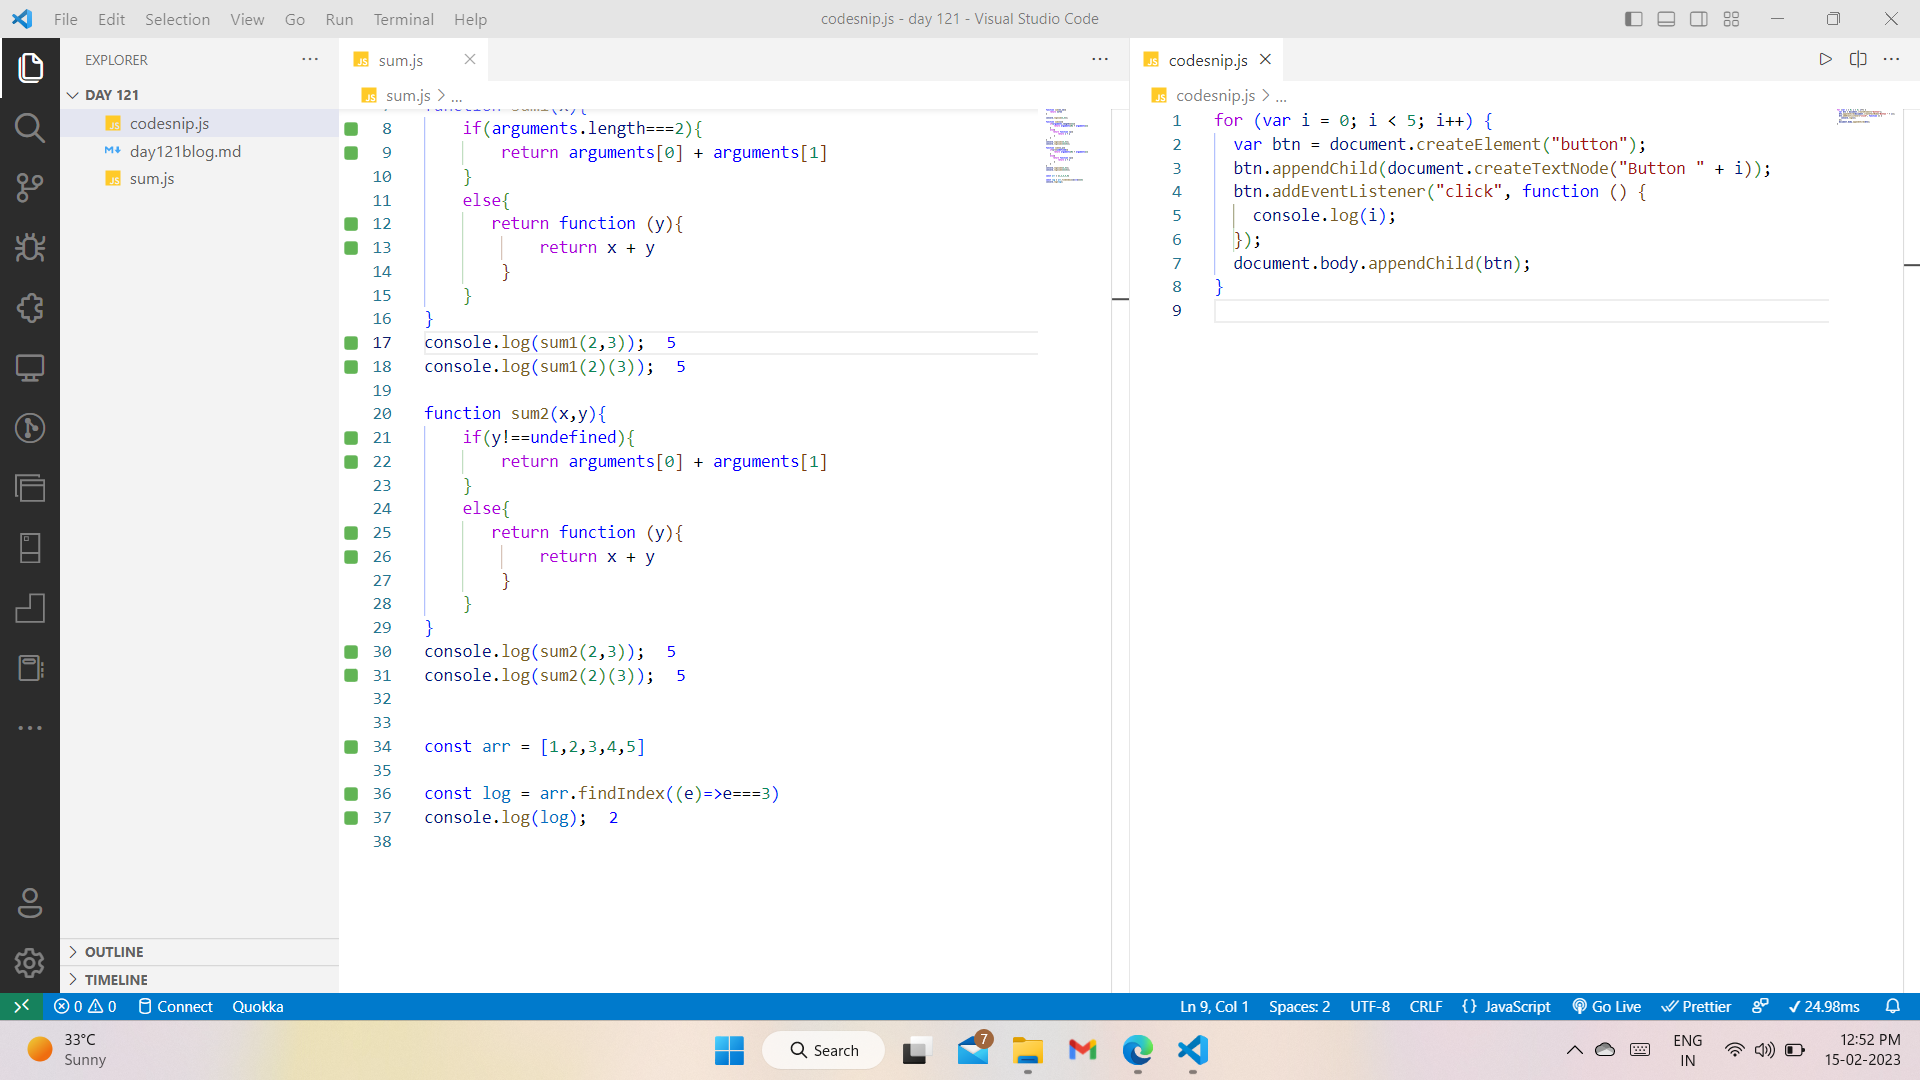 File Edit Selection View Go Run Terminal Help
codesnip.js - day 121 - Visual Studio Code
EXPLORER
DAY 121
codesnip.js
day121blog.md
sum.js
OUTLINE
TIMELINE
sum.js
sum.js > ...
8 if(arguments.length===2){
9 return arguments[0] + arguments[1]
10 }
11 else{
12 return function (y){
13 return x + y
14 }
15 }
16 }
17 console.log(sum1(2,3)); 5
18 console.log(sum1(2)(3)); 5
19
20 function sum2(x,y){
21 if(y!==undefined){
22 return arguments[0] + arguments[1]
23 }
24 else{
25 return function (y){
26 return x + y
27 }
28 }
29 }
30 console.log(sum2(2,3)); 5
31 console.log(sum2(2)(3)); 5
32
33
34 const arr = [1,2,3,4,5]
35
36 const log = arr.findIndex((e)=>e===3)
37 console.log(log); 2
38
codesnip.js
codesnip.js > ...
1 for (var i = 0; i < 5; i++) {
2 var btn = document.createElement("button");
3 btn.appendChild(document.createTextNode("Button " + i));
4 btn.addEventListener("click", function () {
5 console.log(i);
6 });
7 document.body.appendChild(btn);
8 }
9
0 0 Connect Quokka
Ln 9, Col 1 Spaces: 2 UTF-8 CRLF {} JavaScript Go Live Prettier 24.98ms
33°C
Sunny
Search
7
ENG
IN
12:52 PM
15-02-2023